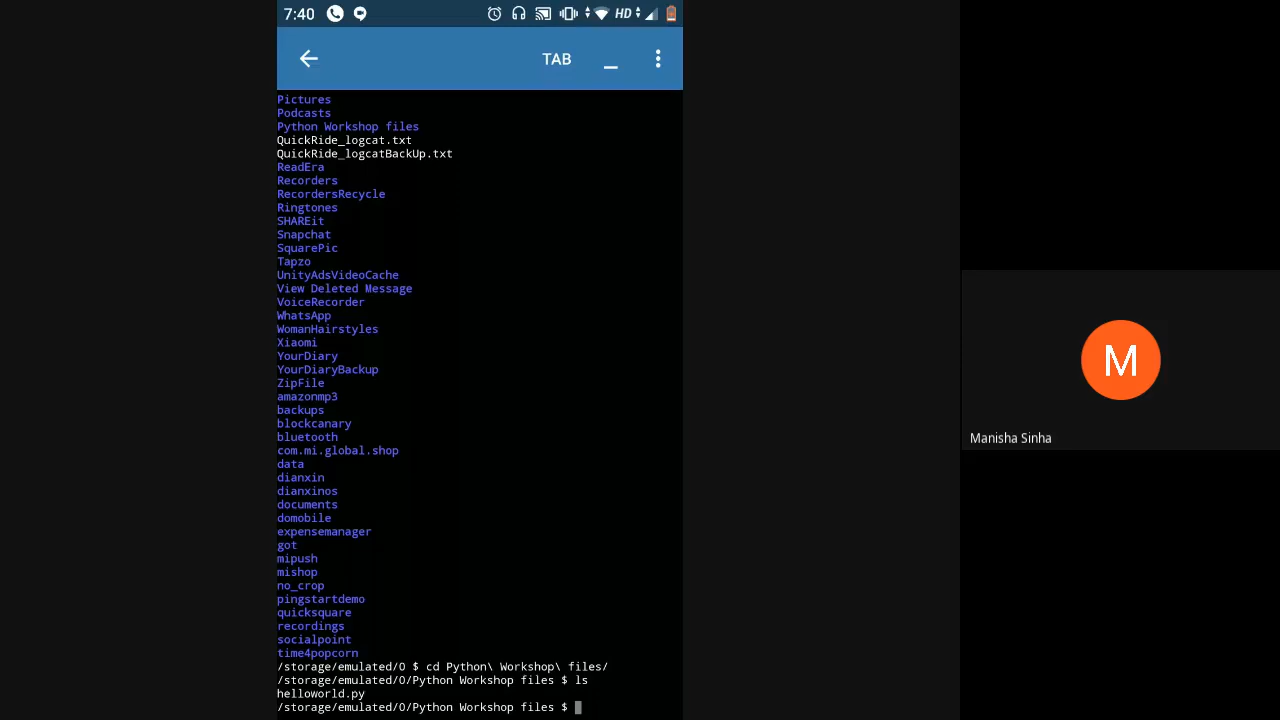 7:40
HD
TAB
Pictures
Podcasts
Python Workshop files
QuickRide_logcat.txt
QuickRide_logcatBackUp.txt
ReadEra
Recorders
RecordersRecycle
Ringtones
SHAREit
Snapchat
SquarePic
Tapzo
UnityAdsVideoCache
View Deleted Message
VoiceRecorder
WhatsApp
WomanHairstyles
Xiaomi
YourDiary
YourDiaryBackup
ZipFile
amazonmp3
backups
blockcanary
bluetooth
com.mi.global.shop
data
dianxin
dianxinos
documents
domobile
expensemanager
got
mipush
mishop
no_crop
pingstartdemo
quicksquare
recordings
socialpoint
time4popcorn
/storage/emulated/0 $ cd Python\ Workshop\ files/
/storage/emulated/0/Python Workshop files $ ls
helloworld.py
/storage/emulated/0/Python Workshop files $
M
Manisha Sinha